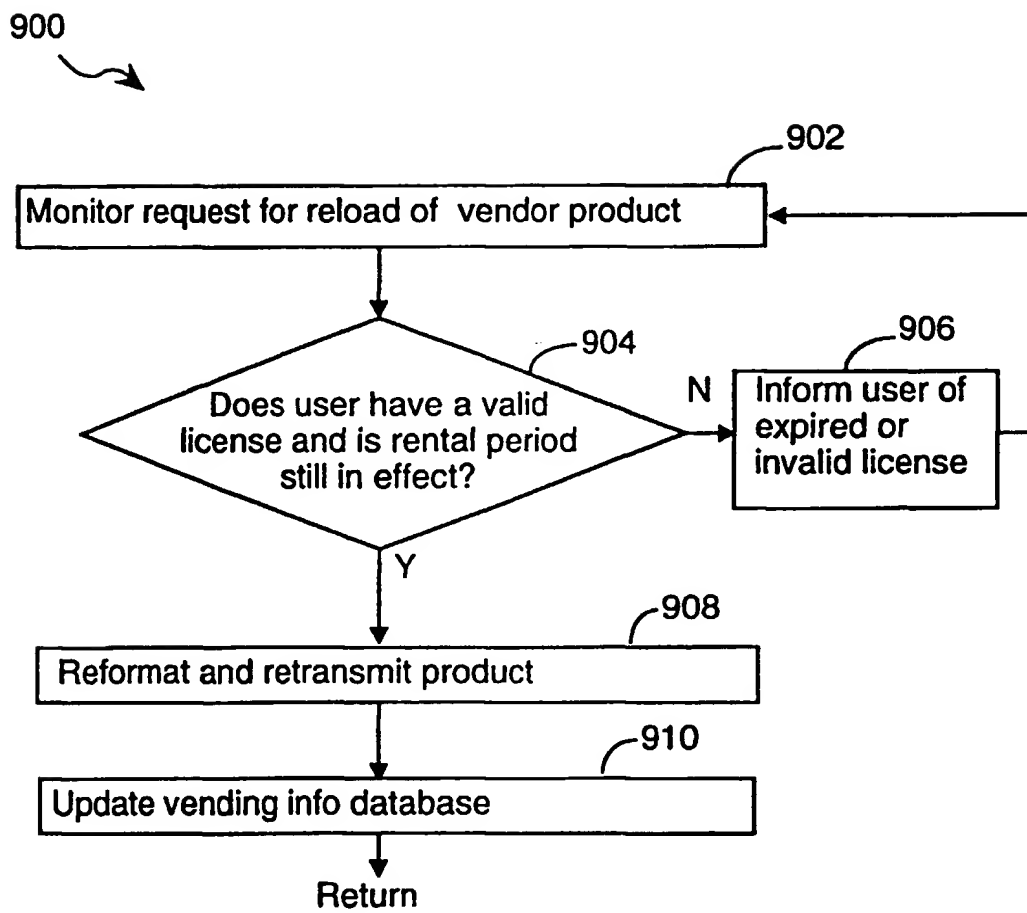 900
902
Monitor request for reload of vendor product
904
Does user have a valid
license and is rental period
still in effect?
N
906
Inform user of
expired or
invalid license
Y
908
Reformat and retransmit product
910
Update vending info database
Return